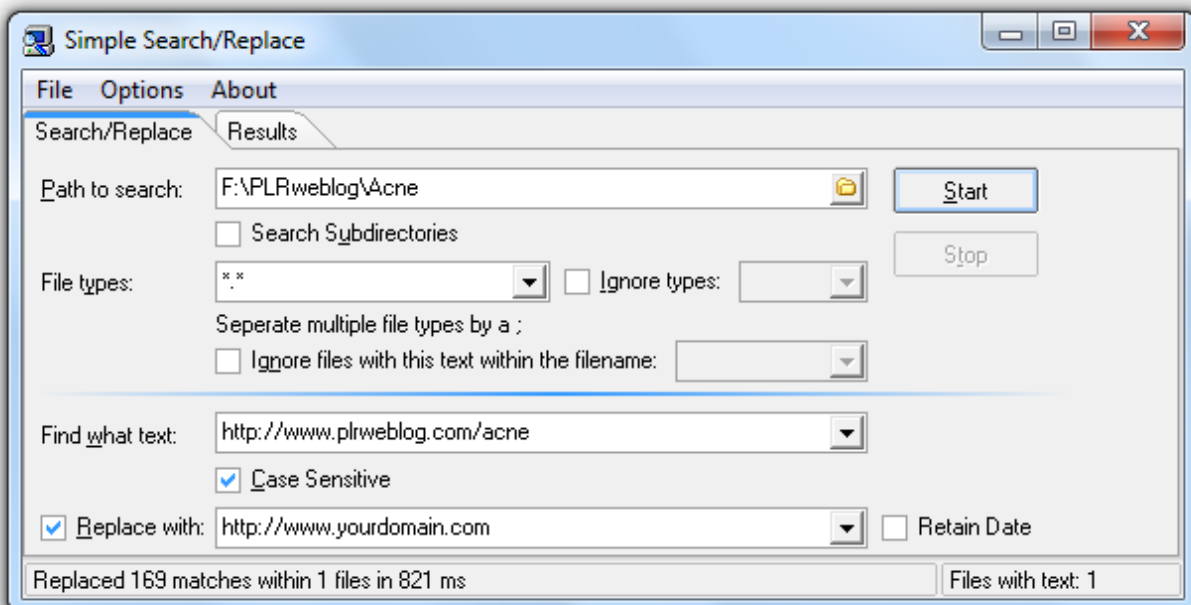 Simple Search/Replace
File Options About
Search/Replace Results
Path to search: F:\PLRweblog\Acne Start
Search Subdirectories
Stop
File types: *.* Ignore types:
Seperate multiple file types by a ;
Ignore files with this text within the filename:
Find what text: http://www.plrweblog.com/acne
Case Sensitive
Replace with: http://www.yourdomain.com Retain Date
Replaced 169 matches within 1 files in 821 ms Files with text: 1